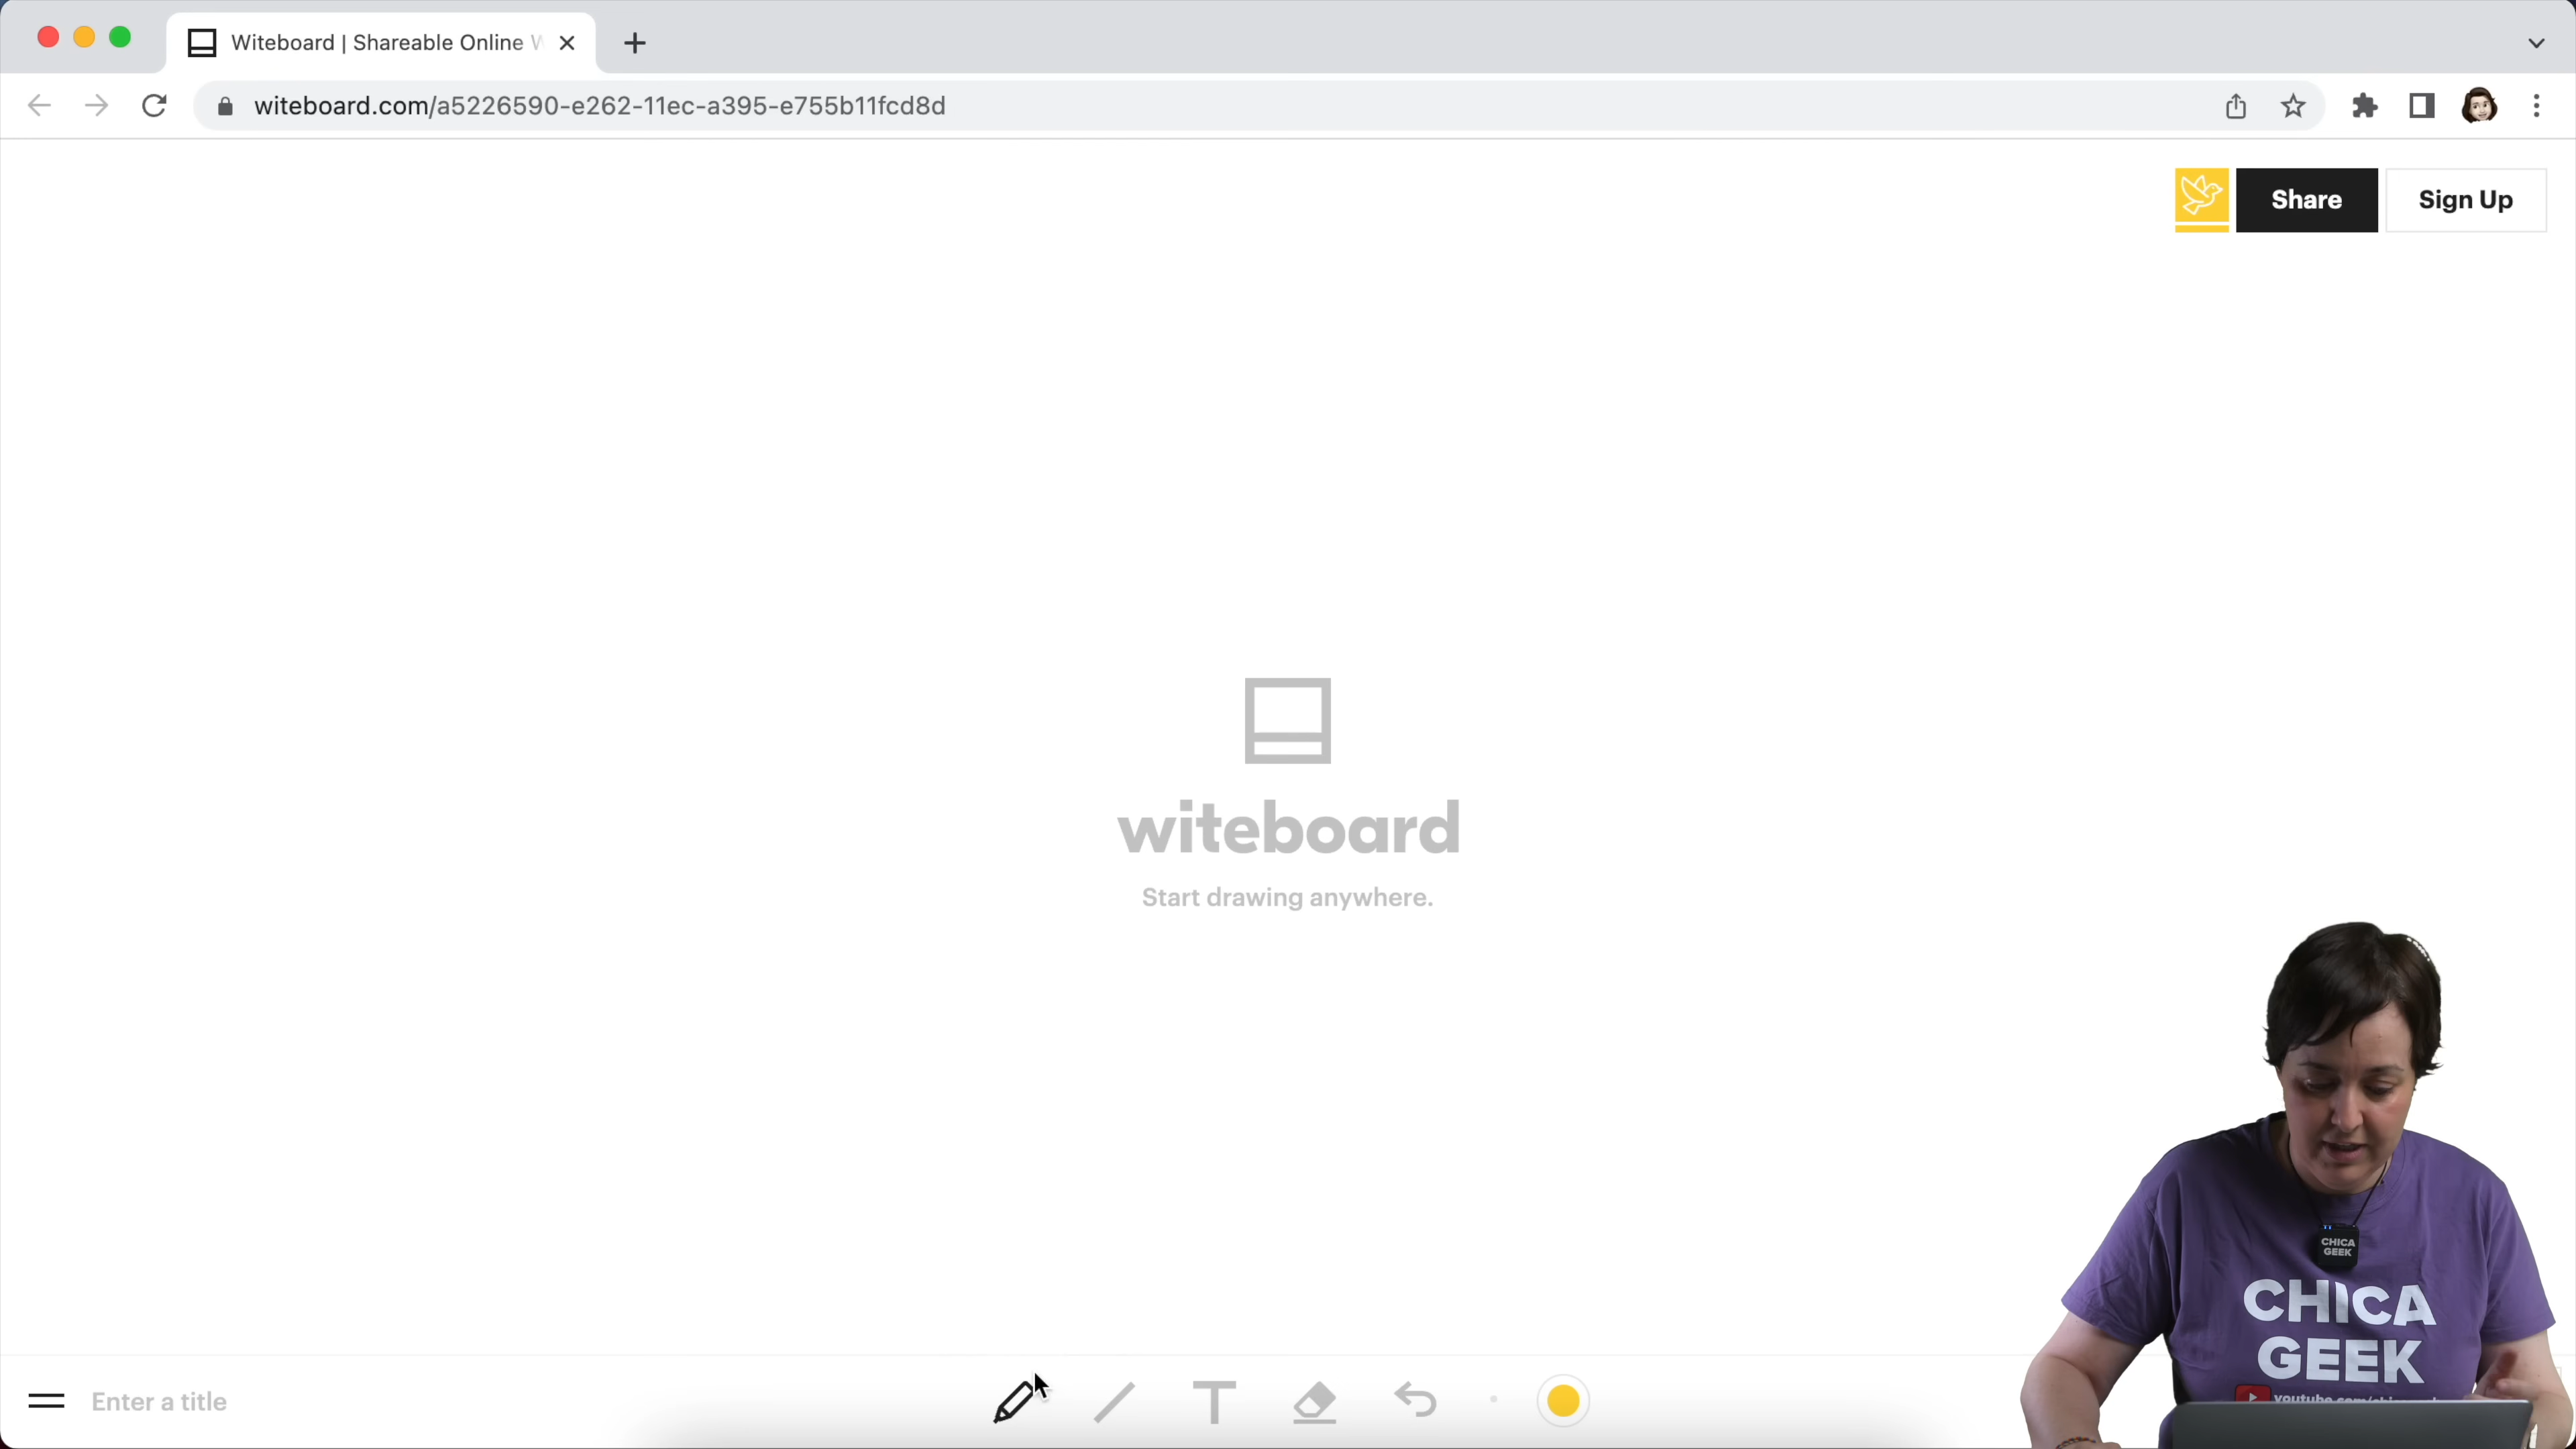 Witeboard | Shareable Online W
witeboard.com/a5226590-e262-11ec-a395-e755b11fcd8d
Share
Sign Up
witeboard
Start drawing anywhere.
CHICA
GEEK
CHICA
GEEK
Enter a title
T